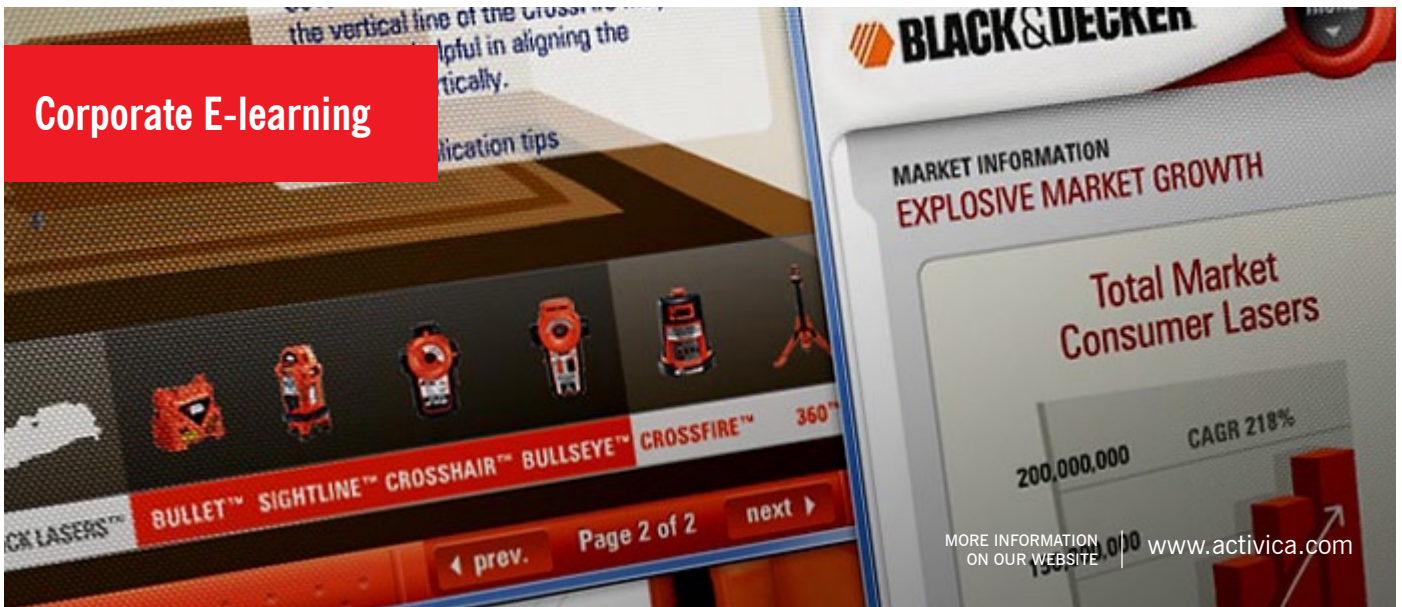 the vertical line of the
lpful in aligning the
tically.
lication tips
Corporate E-learning
BLACK&DECKER
MARKET INFORMATION
EXPLOSIVE MARKET GROWTH
Total Market
Consumer Lasers
CAGR 218%
200,000,000
CK LASERS™
BULLET™
SIGHTLINE™
CROSSHAIR™
BULLSEYE™
CROSSFIRE™
360™
prev.
Page 2 of 2
next
MORE INFORMATION
ON OUR WEBSITE
www.activica.com